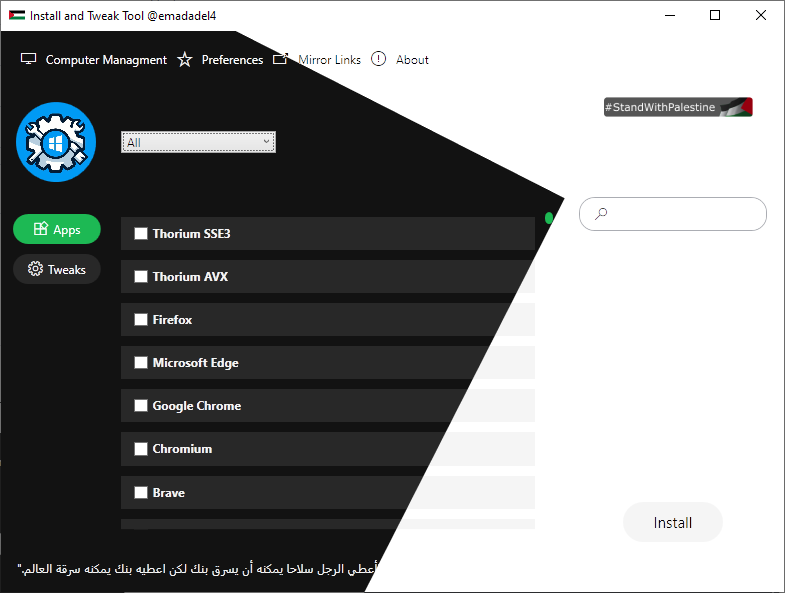 Install and Tweak Tool @emadadel4
Computer Managment Preferences Mirror Links About
#StandWithPalestine
All
Apps
Tweaks
Thorium SSE3
Thorium AVX
Firefox
Microsoft Edge
Google Chrome
Chromium
Brave
Install
أعطي الرجل سلاحا يمكنه أن يسرق بنك لكن اعطيه بنك يمكنه سرقة العالم."